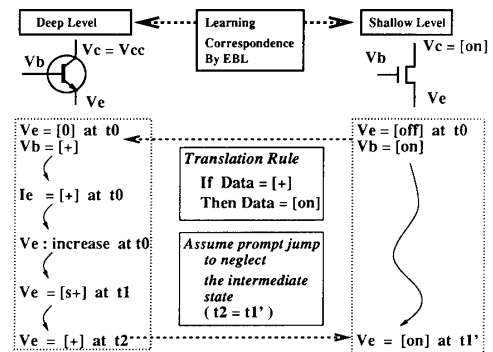 Deep Level
Learning
Correspondence
By EBL
Shallow Level
Vc = Vcc
Vb
Ve
Vc = [on]
Vb
Ve
Ve = [0] at t0
Vb = [+]
Ie = [+] at t0
Ve : increase at t0
Ve = [s+] at t1
Ve = [+] at t2
Translation Rule
If Data = [+]
Then Data = [on]
Assume prompt jump
to neglect
the intermediate
state
( t2 = t1' )
Ve = [off] at t0
Vb = [on]
Ve = [on] at t1'